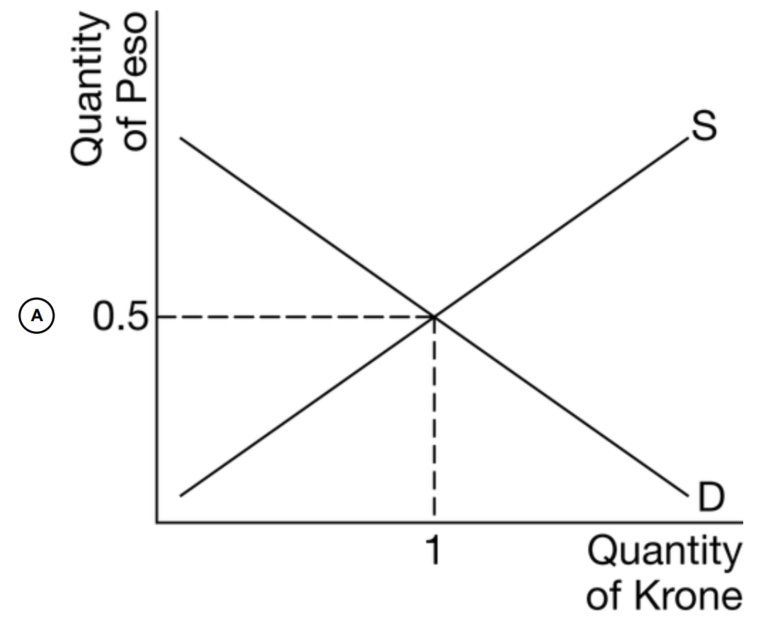 Quantity
of Peso
S
A
0.5
D
1
Quantity
of Krone